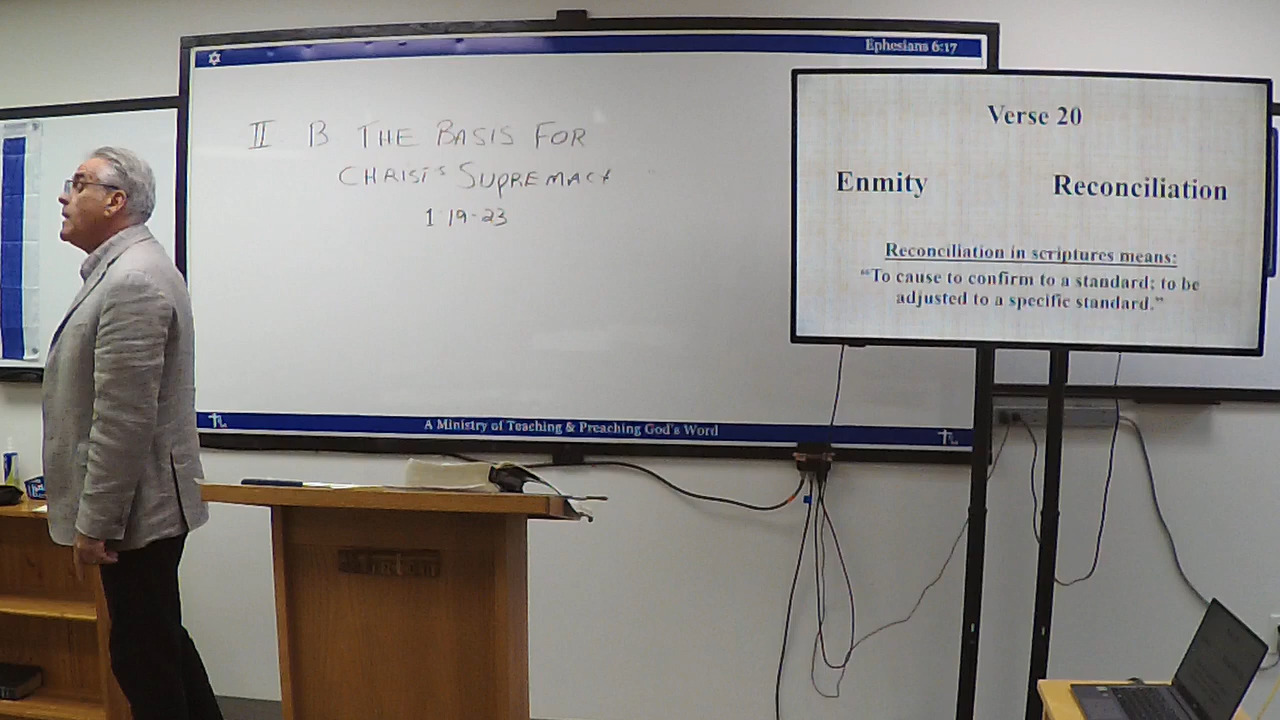 Ephesians 6:17
II B THE BASIS FOR
CHRIST'S SUPREMACY
1:19-23
A Ministry of Teaching & Preaching God's Word
Verse 20
Enmity Reconciliation
Reconciliation in scriptures means:
"To cause to confirm to a standard; to be
adjusted to a specific standard."